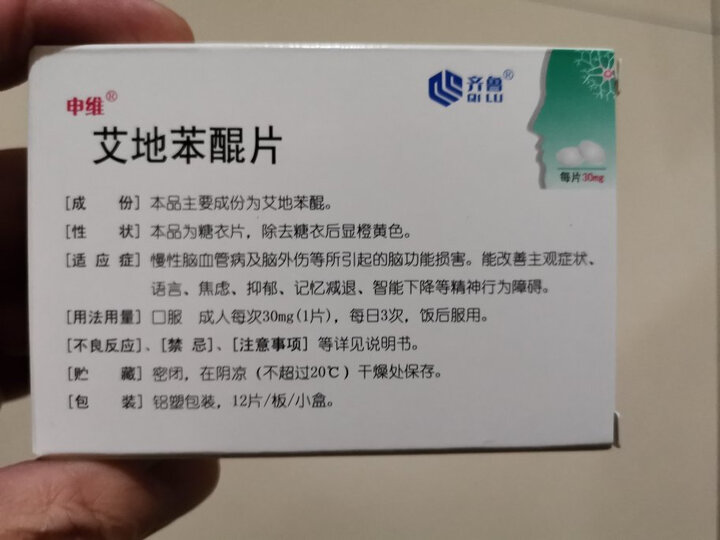 申维®
齐鲁®
QI LU
艾地苯醌片
每片30mg
[成　份] 本品主要成份为艾地苯醌。
[性　状] 本品为糖衣片，除去糖衣后显橙黄色。
[适 应 症] 慢性脑血管病及脑外伤等所引起的脑功能损害。能改善主观症状、
语言、焦虑、抑郁、记忆减退、智能下降等精神行为障碍。
[用法用量] 口服　成人每次30mg(1片)，每日3次，饭后服用。
[不良反应]、[禁 忌]、[注意事项] 等详见说明书。
[贮　藏] 密闭，在阴凉（不超过20℃）干燥处保存。
[包　装] 铝塑包装，12片/板/小盒。